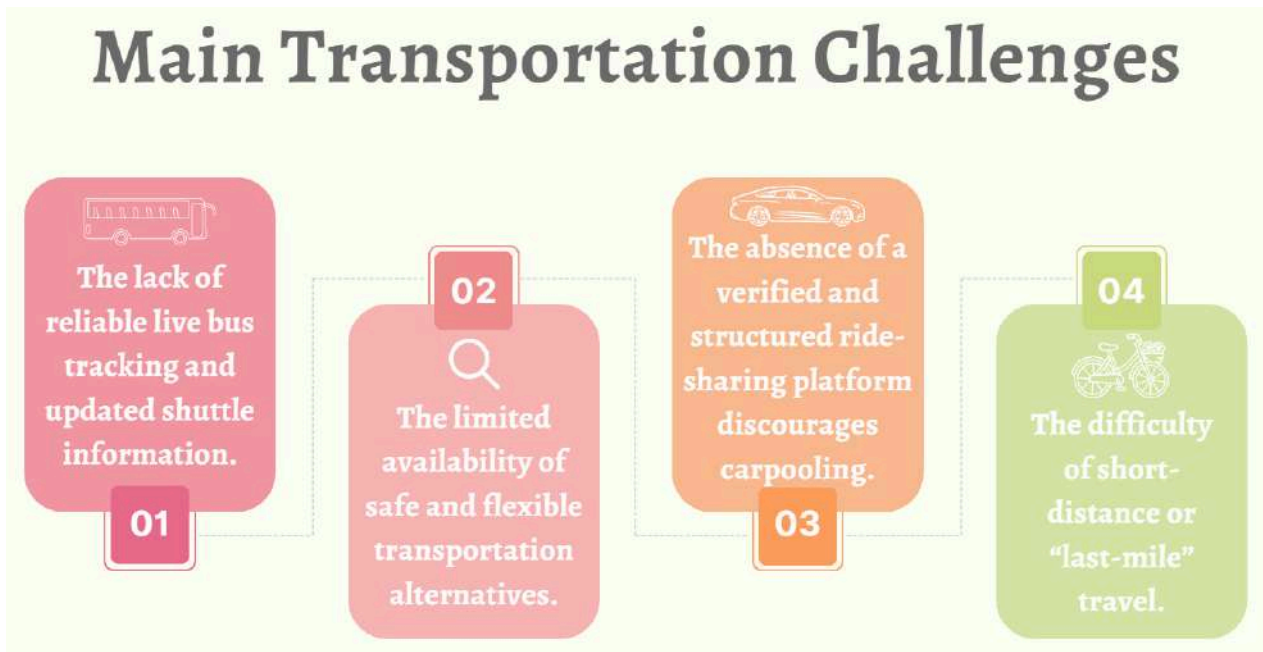 Main Transportation Challenges
The lack of
reliable live bus
tracking and
updated shuttle
information.
01
02
The limited
availability of
safe and flexible
transportation
alternatives.
The absence of a
verified and
structured ride-
sharing platform
discourages
carpooling.
03
04
The difficulty
of short-
distance or
“last-mile”
travel.